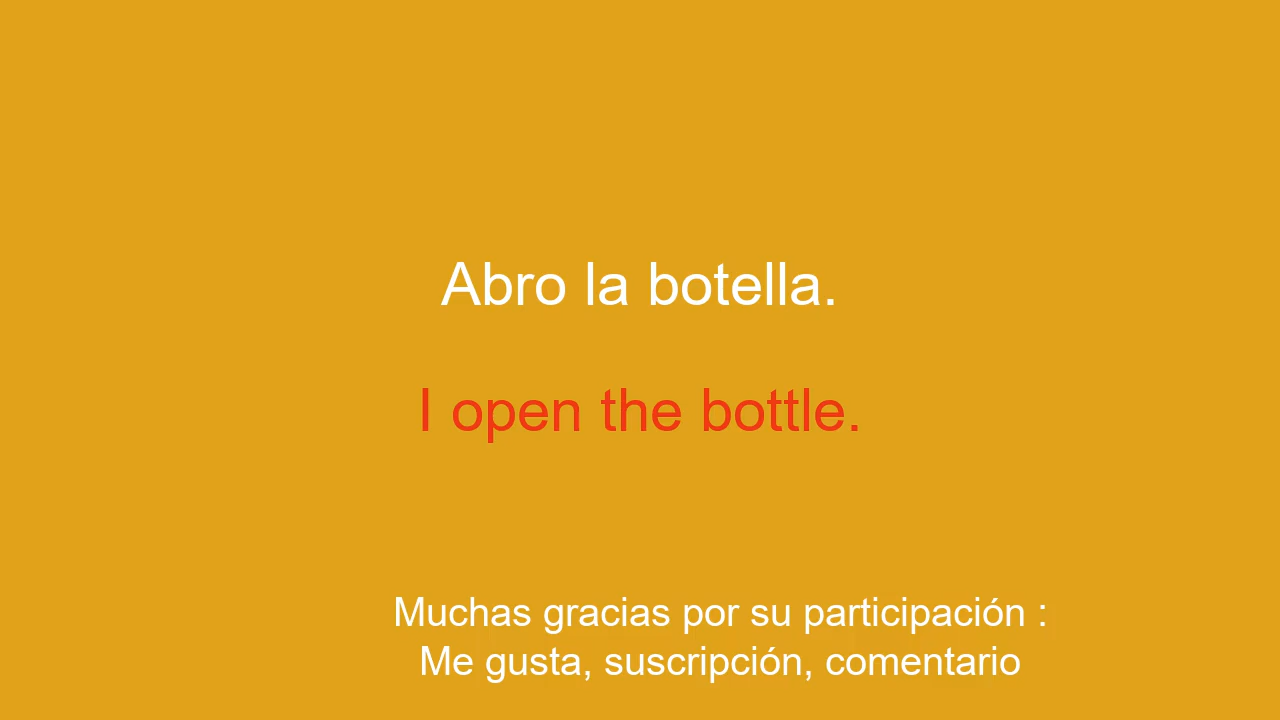 Abro la botella.
I open the bottle.
Muchas gracias por su participación :
Me gusta, suscripción, comentario